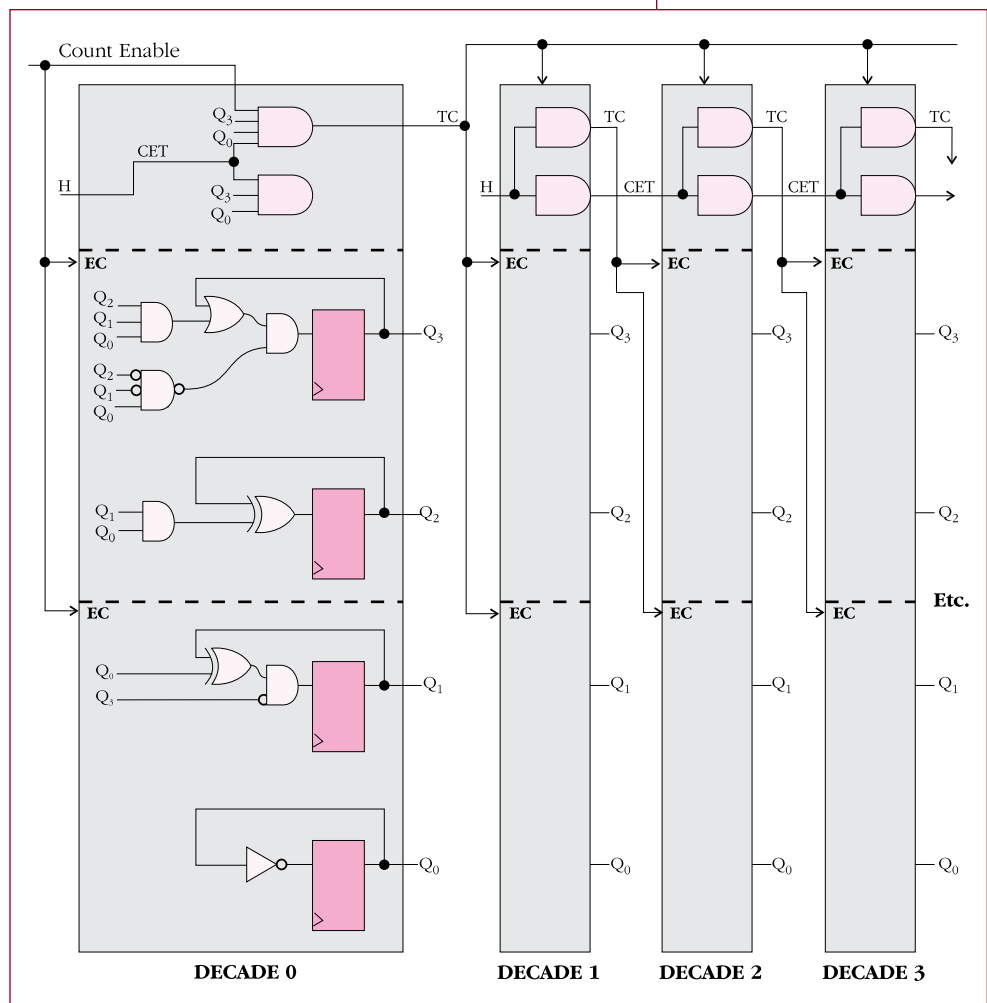 Count Enable
Q3
Q0
CET
H
Q3
Q0
TC
H
TC
CET
TC
CET
TC
EC
EC
EC
EC
Q2
Q1
Q0
Q2
Q1
Q0
Q3
Q3
Q3
Q3
Q1
Q0
Q2
Q2
Q2
Q2
EC
EC
EC
EC
Etc.
Q0
Q3
Q1
Q1
Q1
Q1
Q0
Q0
Q0
Q0
DECADE 0
DECADE 1
DECADE 2
DECADE 3